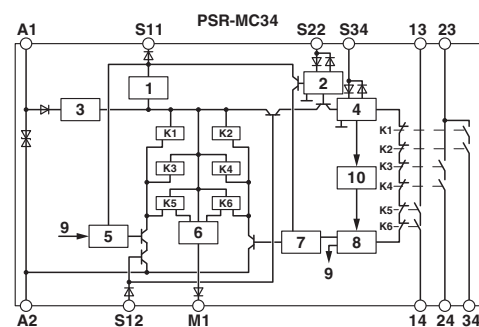 PSR-MC34
A1 S11 S22 S34 13 23
2
1
3 4
K1 K2 K1
K2
K3 K4 K3
10
K4
K5 K6 K5
9 5 6 7 8 K6
9
A2 S12 M1 14 24 34